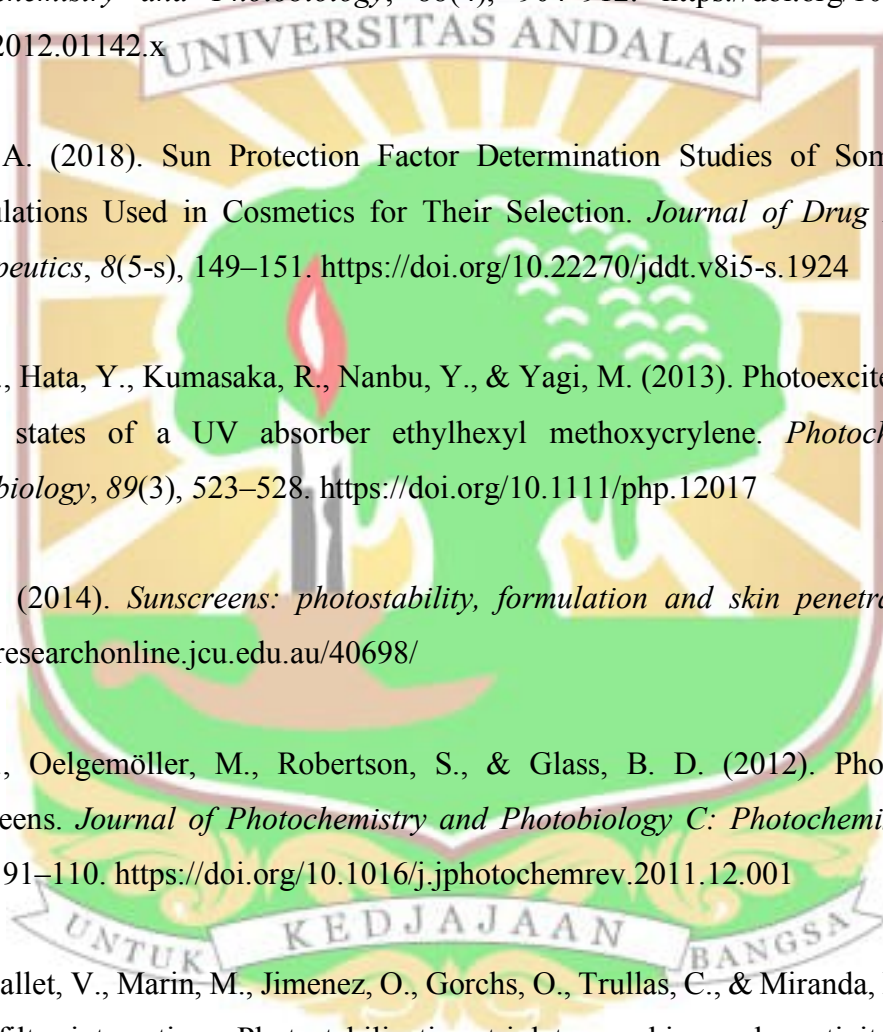 2012.01142.x
UNIVERSITAS ANDALAS
A. (2018). Sun Protection Factor Determination Studies of Som
ulations Used in Cosmetics for Their Selection. Journal of Drug
peutics, 8(5-s), 149–151. https://doi.org/10.22270/jddt.v8i5-s.1924
., Hata, Y., Kumasaka, R., Nanbu, Y., & Yagi, M. (2013). Photoexcite
states of a UV absorber ethylhexyl methoxycrylene. Photoch
biology, 89(3), 523–528. https://doi.org/10.1111/php.12017
(2014). Sunscreens: photostability, formulation and skin penetra
researchonline.jcu.edu.au/40698/
., Oelgemöller, M., Robertson, S., & Glass, B. D. (2012). Pho
eens. Journal of Photochemistry and Photobiology C: Photochemi
91–110. https://doi.org/10.1016/j.jphotochemrev.2011.12.001
UNTUK KEDJAJAAN BANGSA
allet, V., Marin, M., Jimenez, O., Gorchs, O., Trullas, C., & Miranda,